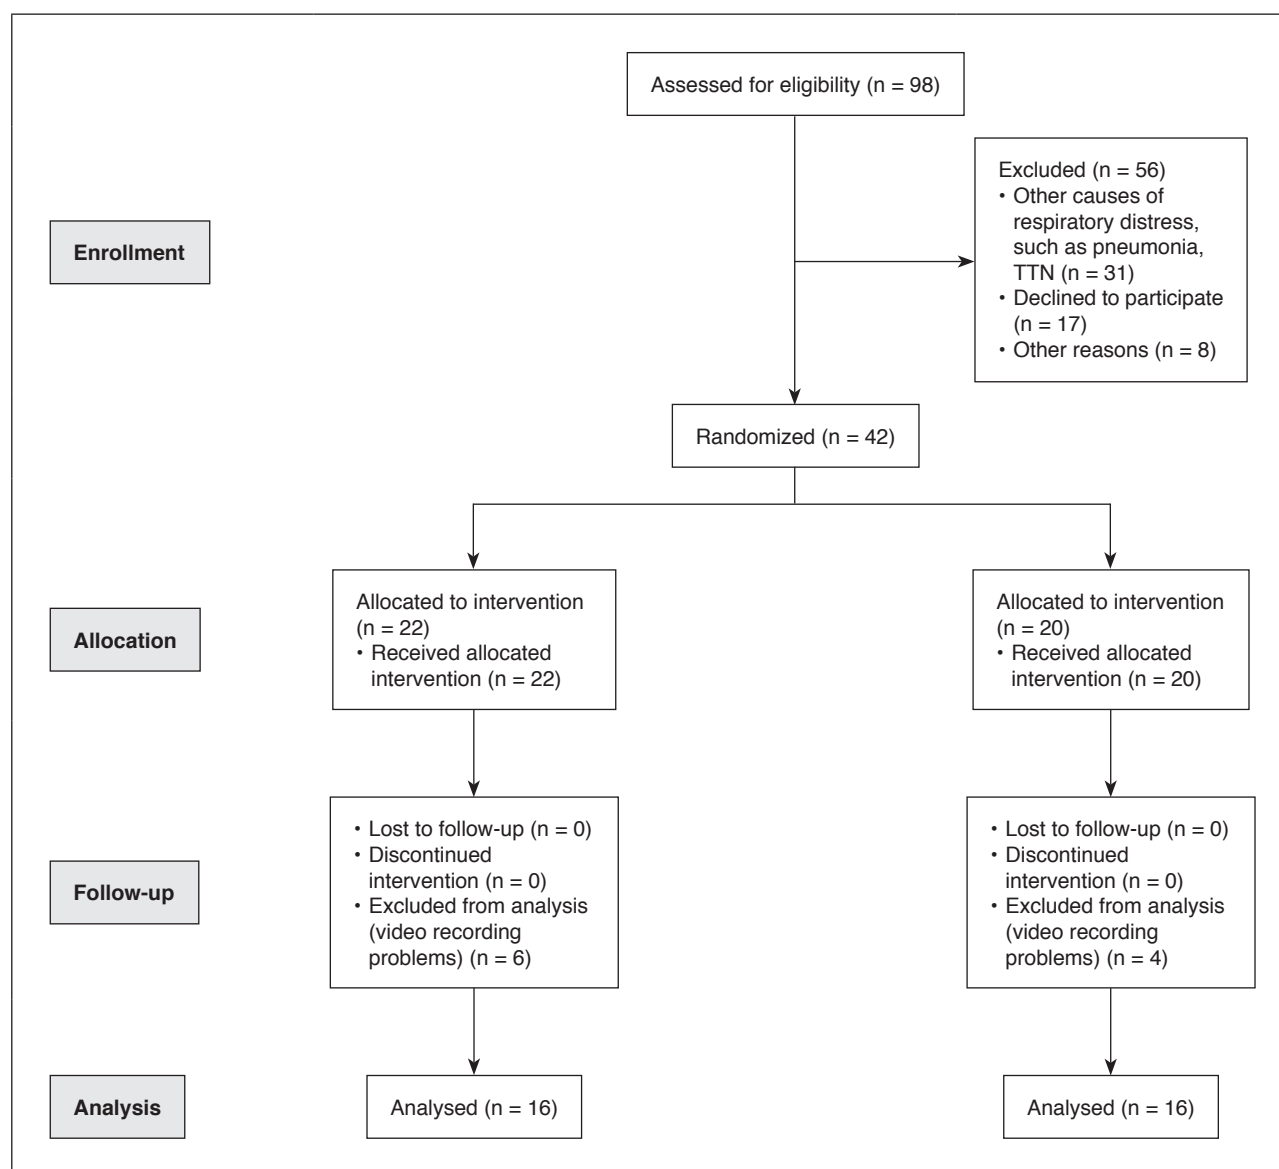 Assessed for eligibility (n = 98)
Excluded (n = 56)
• Other causes of
respiratory distress,
such as pneumonia,
TTN (n = 31)
• Declined to participate
(n = 17)
• Other reasons (n = 8)
Enrollment
Randomized (n = 42)
Allocation
Allocated to intervention
(n = 22)
• Received allocated
intervention (n = 22)
Allocated to intervention
(n = 20)
• Received allocated
intervention (n = 20)
Follow-up
• Lost to follow-up (n = 0)
• Discontinued
intervention (n = 0)
• Excluded from analysis
(video recording
problems) (n = 6)
• Lost to follow-up (n = 0)
• Discontinued
intervention (n = 0)
• Excluded from analysis
(video recording
problems) (n = 4)
Analysis
Analysed (n = 16)
Analysed (n = 16)